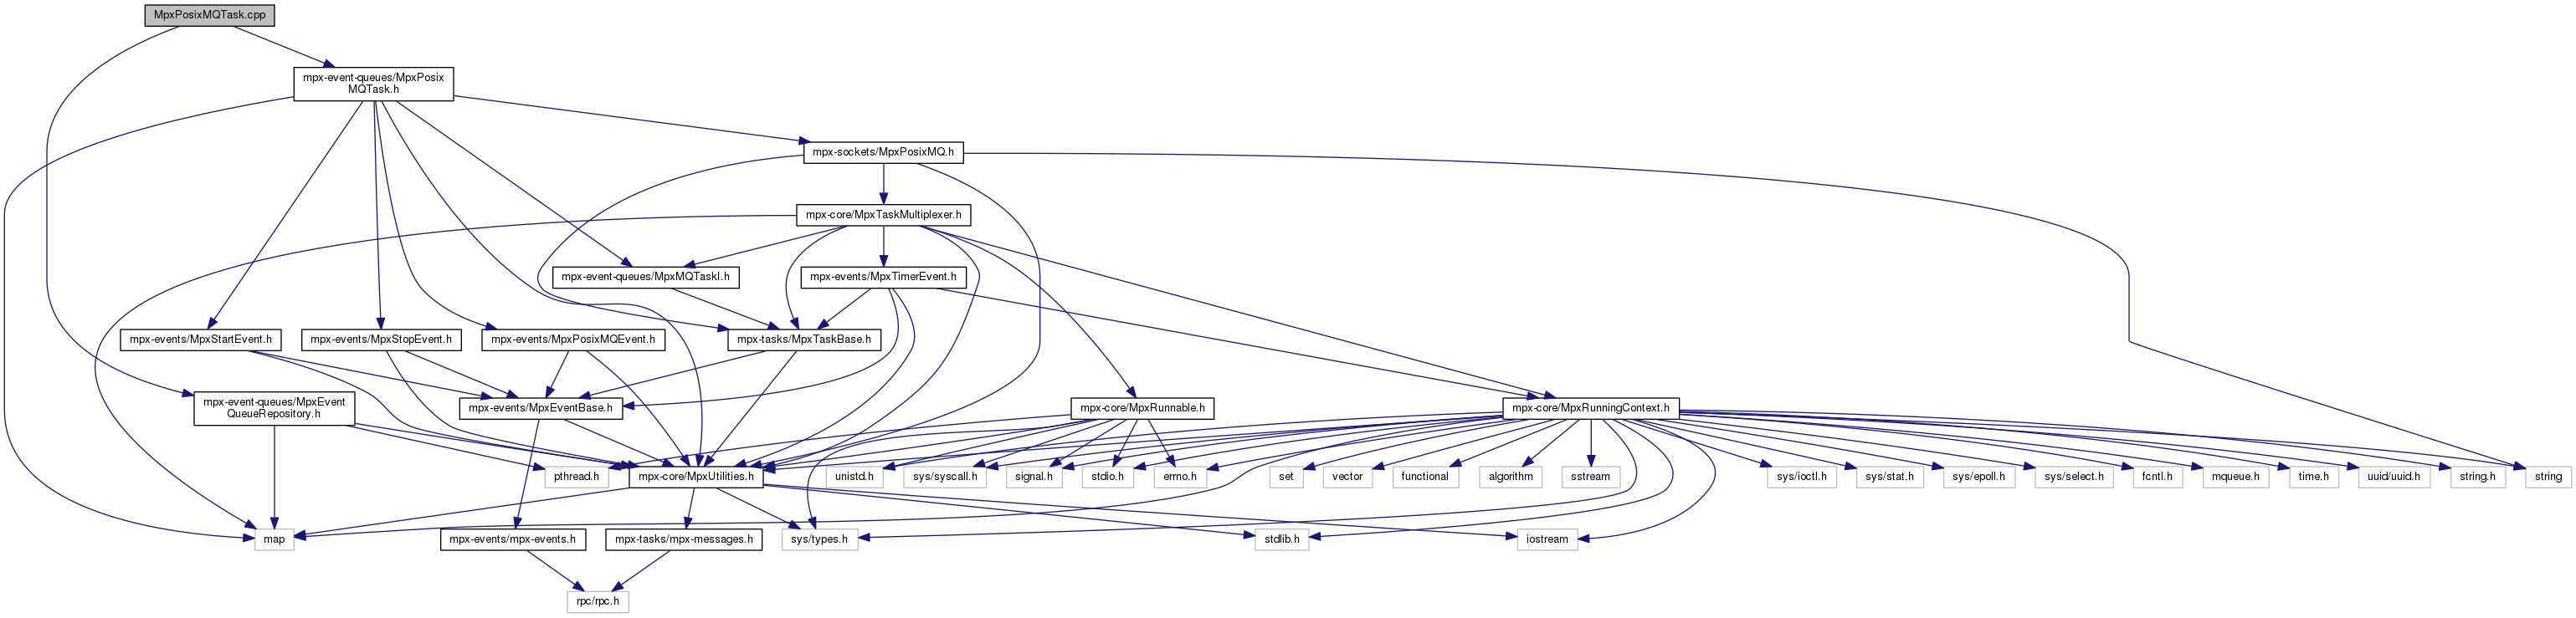 MpxPosixMQTask.cpp
mpx-event-queues/MpxPosix
MQTask.h
mpx-sockets/MpxPosixMQ.h
mpx-core/MpxTaskMultiplexer.h
mpx-event-queues/MpxMQTaskI.h
mpx-events/MpxTimerEvent.h
mpx-events/MpxStartEvent.h
mpx-events/MpxStopEvent.h
mpx-events/MpxPosixMQEvent.h
mpx-tasks/MpxTaskBase.h
mpx-event-queues/MpxEvent
QueueRepository.h
mpx-events/MpxEventBase.h
mpx-core/MpxRunnable.h
mpx-core/MpxRunningContext.h
pthread.h
mpx-core/MpxUtilities.h
unistd.h
sys/syscall.h
signal.h
stdio.h
errno.h
set
vector
functional
algorithm
sstream
sys/ioctl.h
sys/stat.h
sys/epoll.h
sys/select.h
fcntl.h
mqueue.h
time.h
uuid/uuid.h
string.h
string
map
mpx-events/mpx-events.h
mpx-tasks/mpx-messages.h
sys/types.h
stdlib.h
iostream
rpc/rpc.h